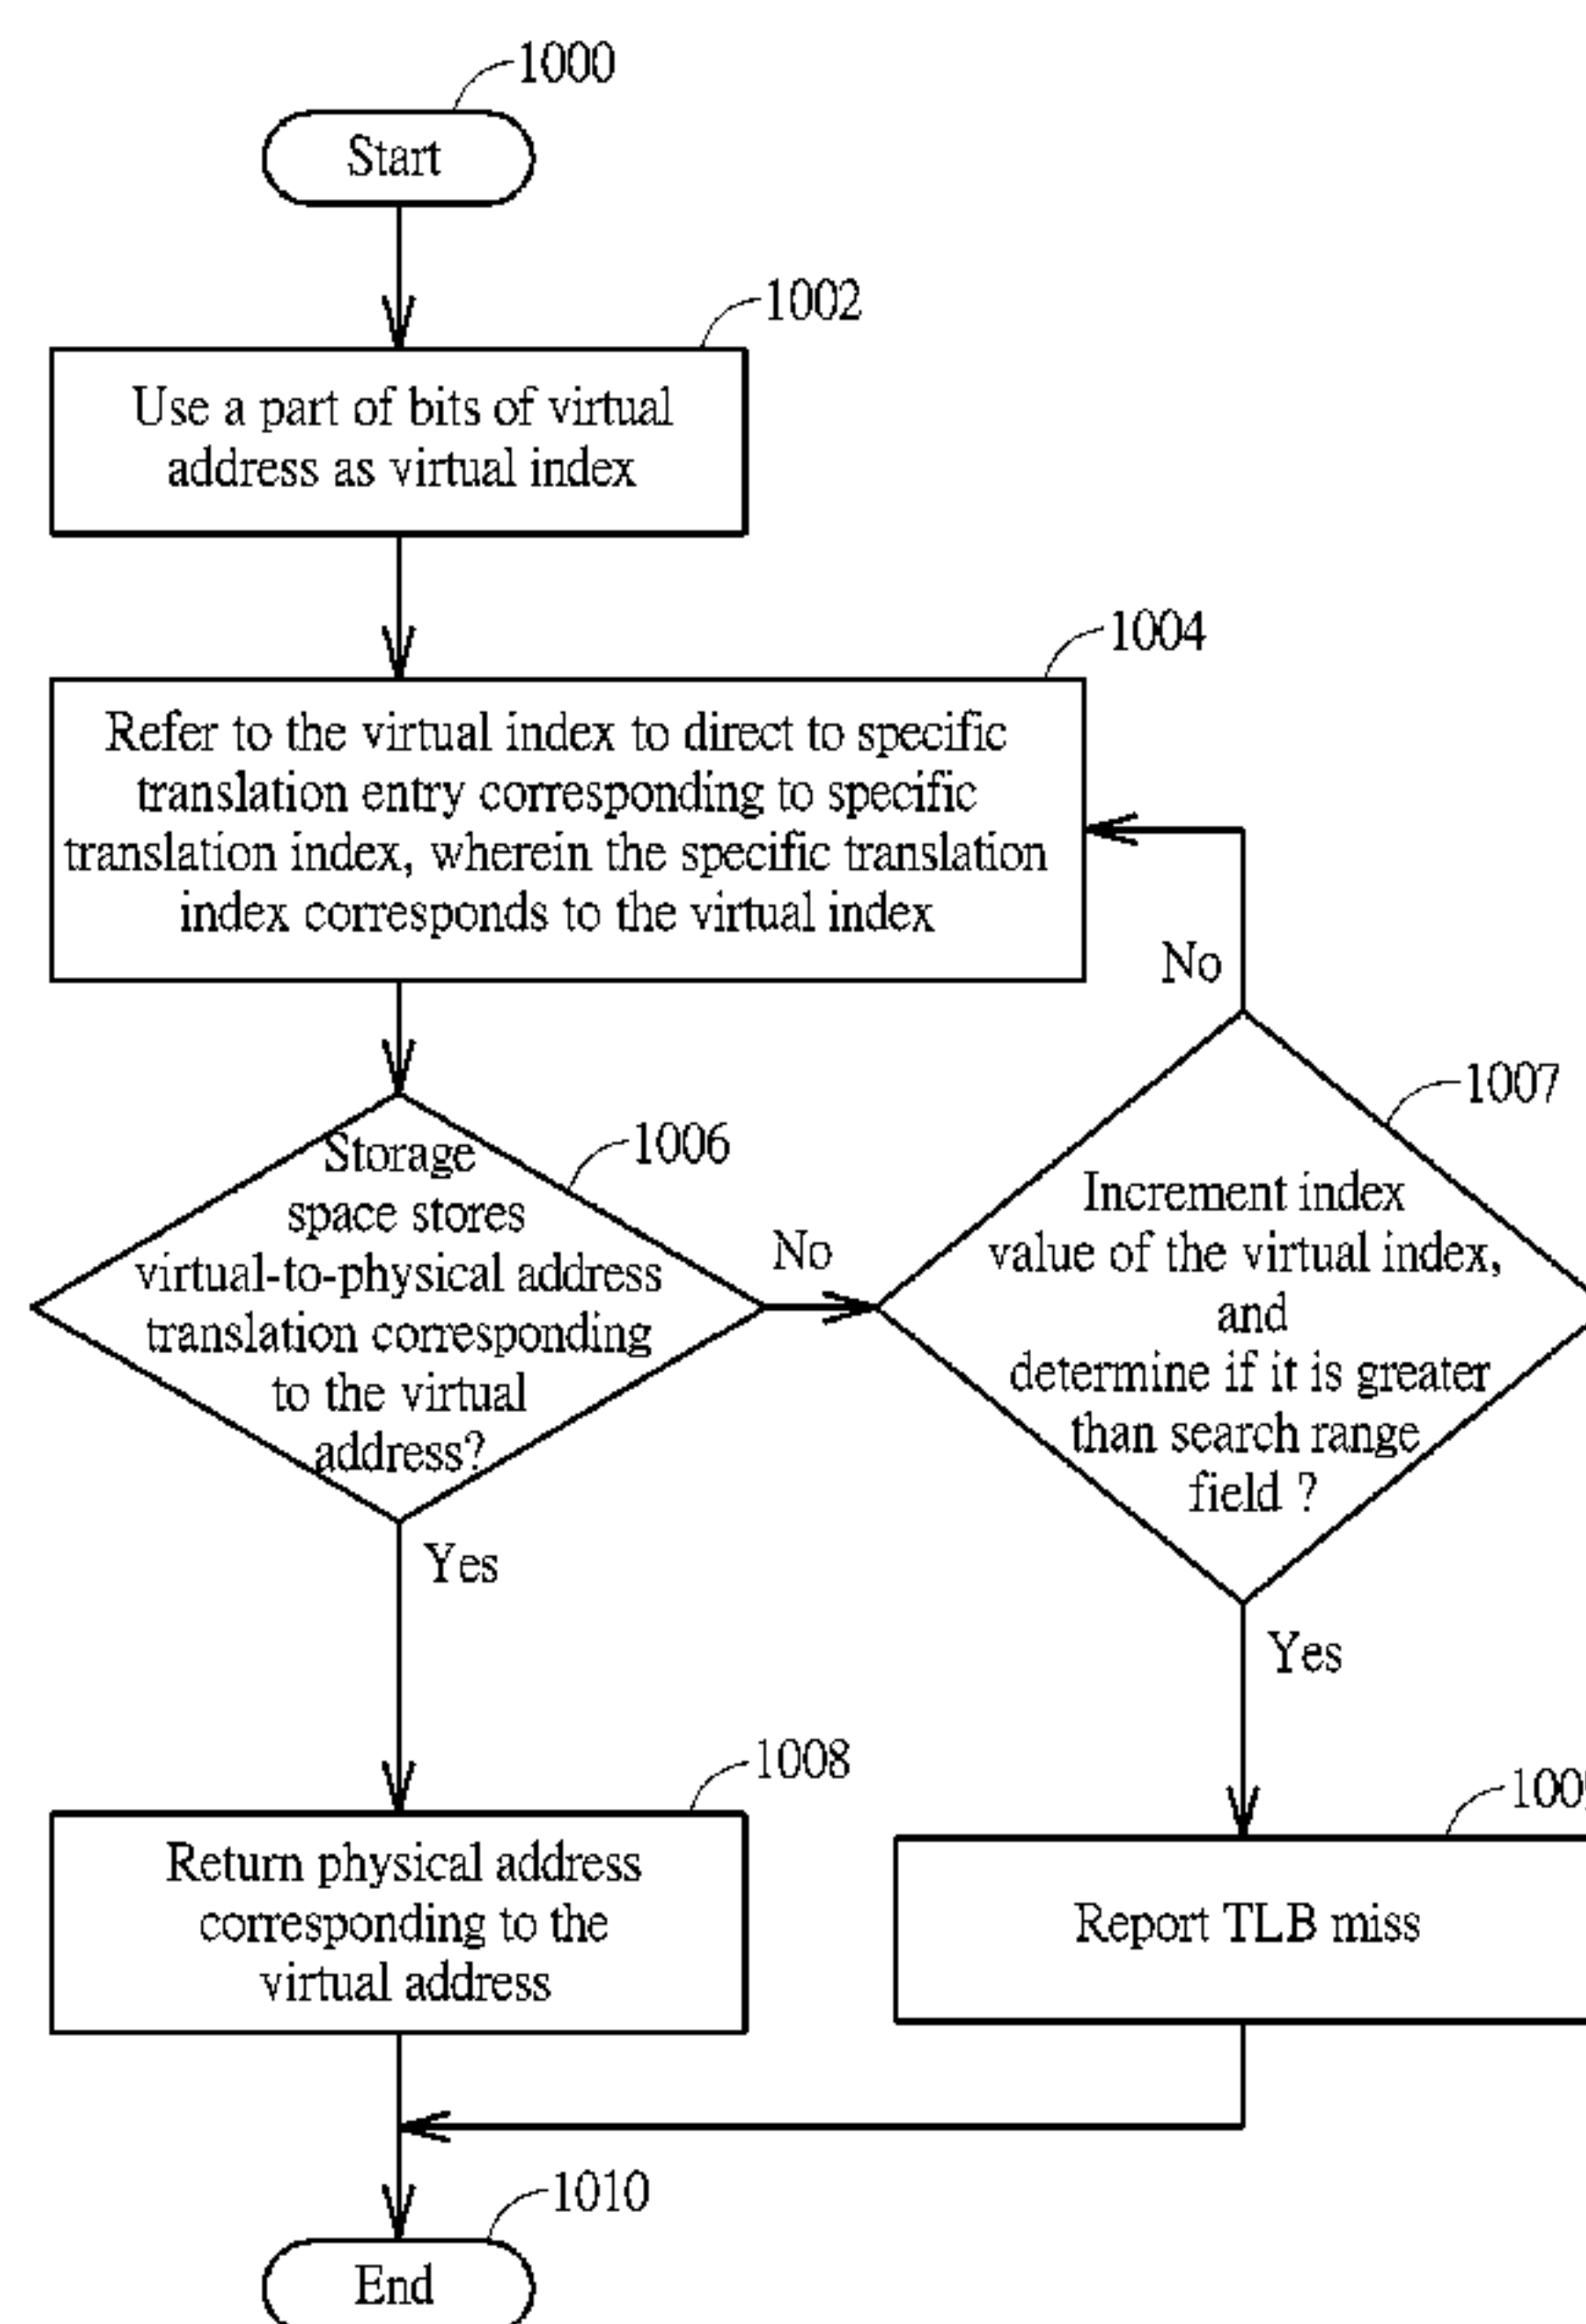 1000
Start
1002
Use a part of bits of virtual
address as virtual index
1004
Refer to the virtual index to direct to specific
translation entry corresponding to specific
translation index, wherein the specific translation
index corresponds to the virtual index
No
1006
Storage
space stores
virtual-to-physical address
translation corresponding
to the virtual
address?
No
1007
Increment index
value of the virtual index,
and
determine if it is greater
than search range
field ?
Yes
Yes
1008
Return physical address
corresponding to the
virtual address
Report TLB miss
1010
End